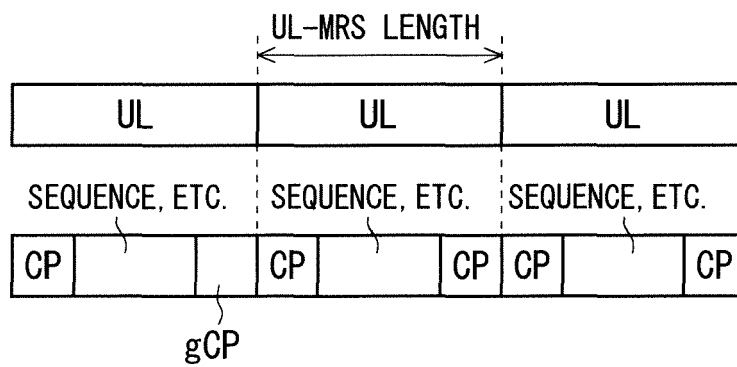 UL-MRS LENGTH
UL UL UL
SEQUENCE, ETC. SEQUENCE, ETC. SEQUENCE, ETC.
CP CP CP CP CP
gCP